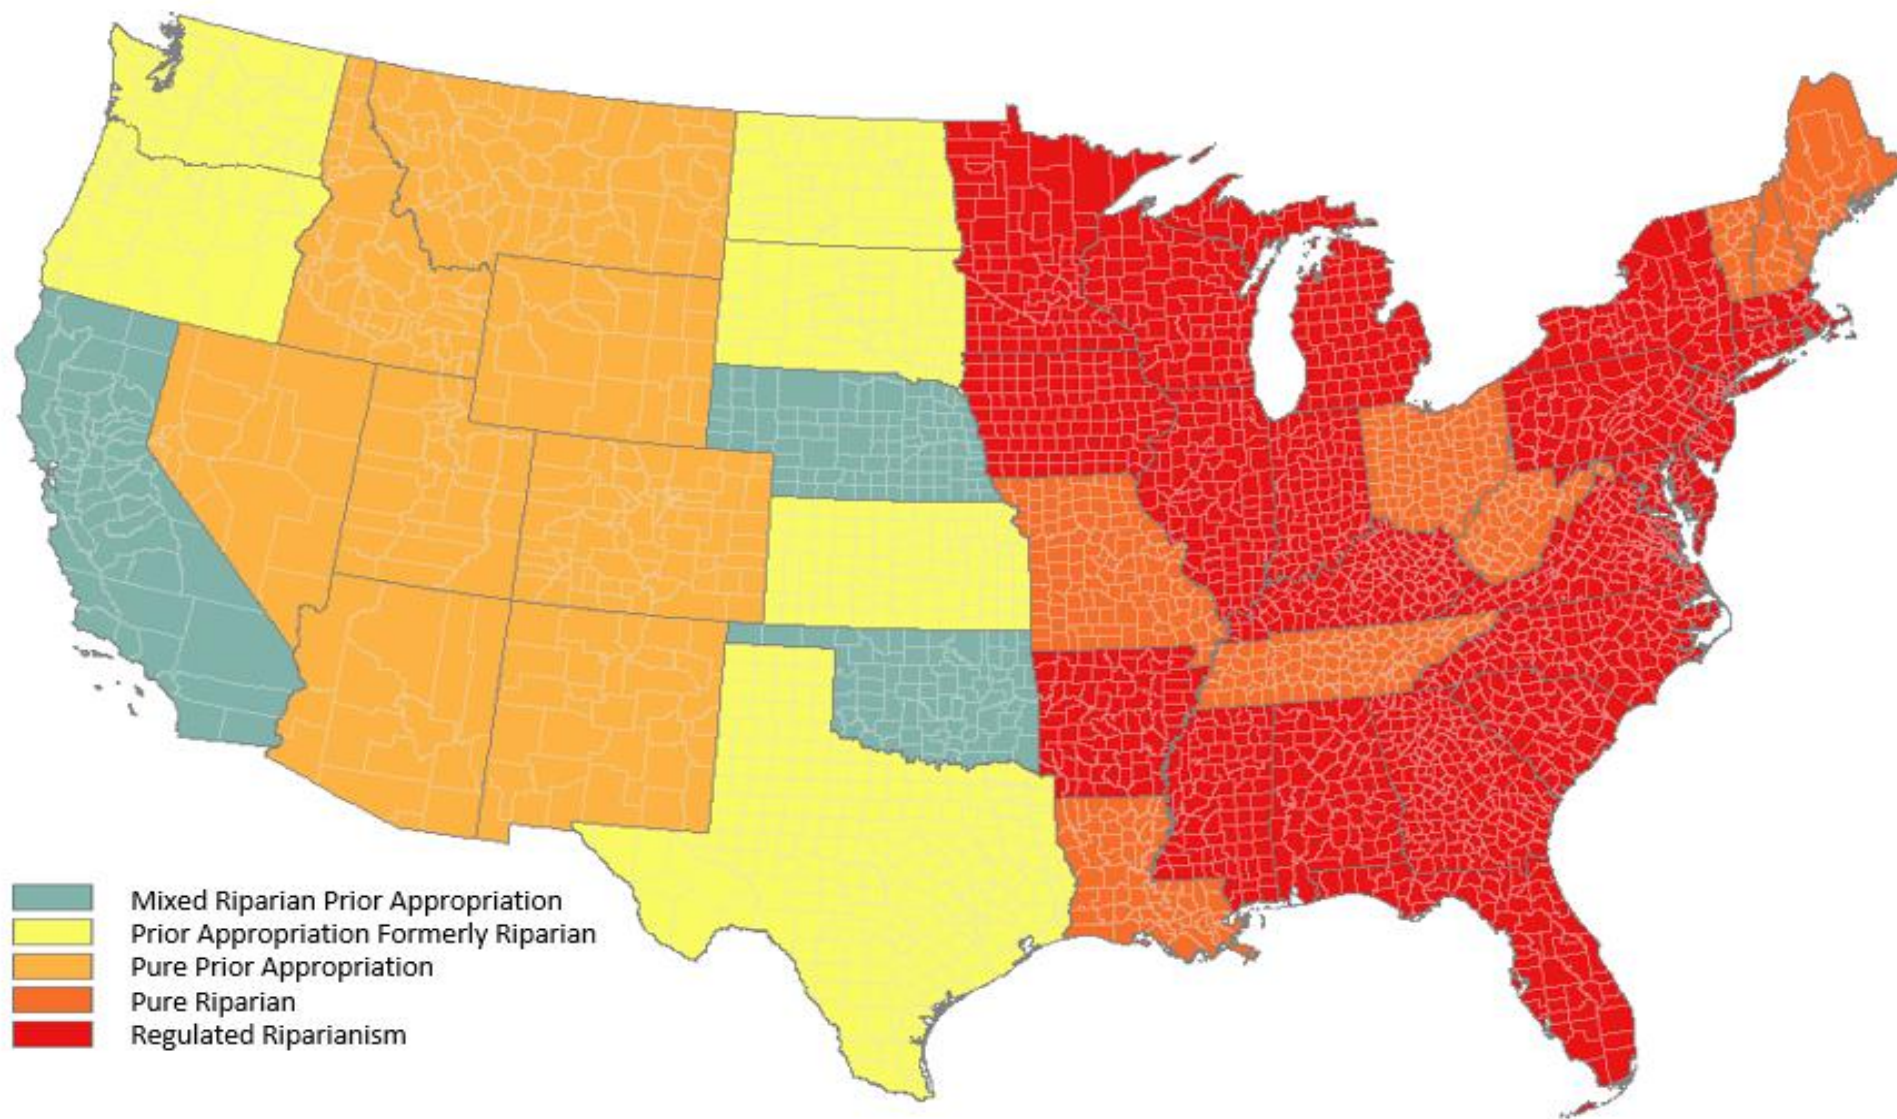 Mixed Riparian Prior Appropriation
Prior Appropriation Formerly Riparian
Pure Prior Appropriation
Pure Riparian
Regulated Riparianism